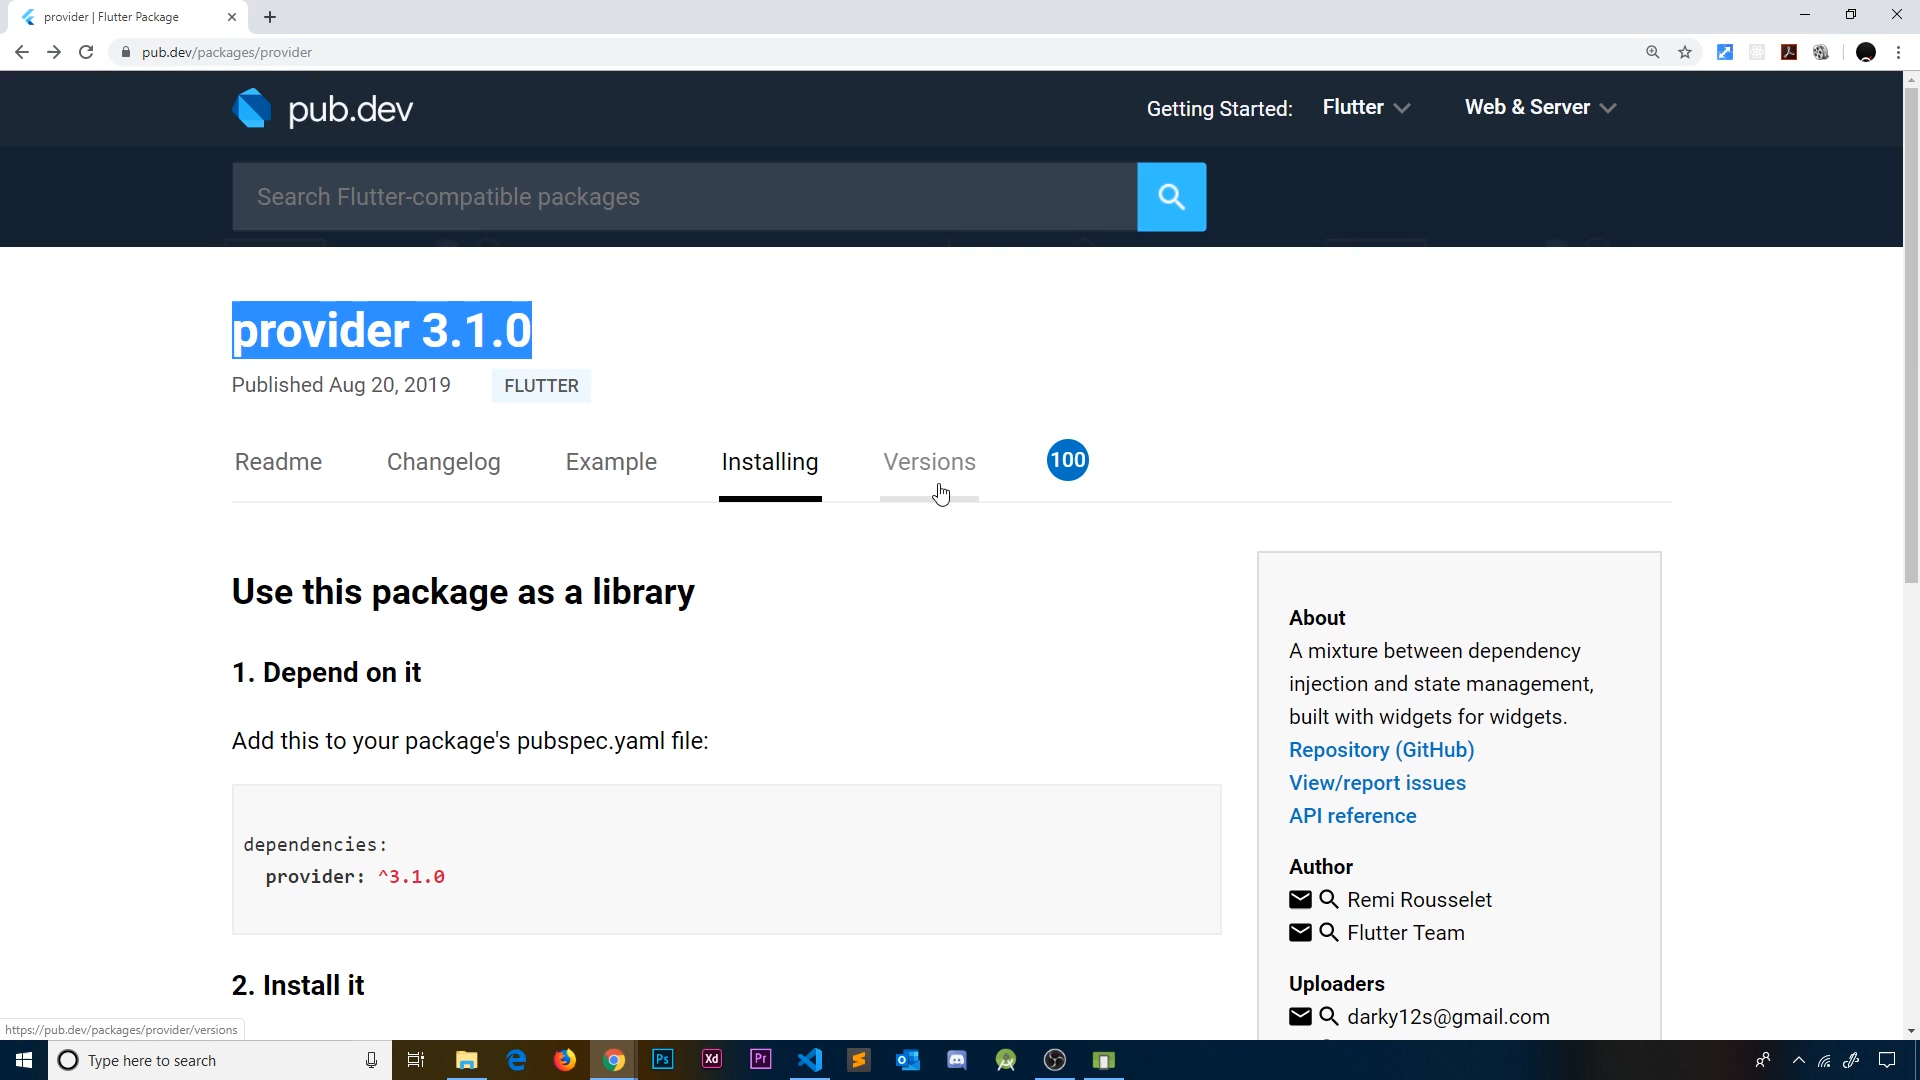 provider | Flutter Package
pub.dev/packages/provider
pub.dev
Getting Started:
Flutter
Web & Server
Search Flutter-compatible packages
provider 3.1.0
Published Aug 20, 2019
FLUTTER
Readme
Changelog
Example
Installing
Versions
100
Use this package as a library
1. Depend on it
Add this to your package's pubspec.yaml file:
dependencies:
provider: ^3.1.0
2. Install it
About
A mixture between dependency
injection and state management,
built with widgets for widgets.
Repository (GitHub)
View/report issues
API reference
Author
Remi Rousselet
Flutter Team
Uploaders
darky12s@gmail.com
https://pub.dev/packages/provider/versions
Type here to search
Ps
Xd
Pr